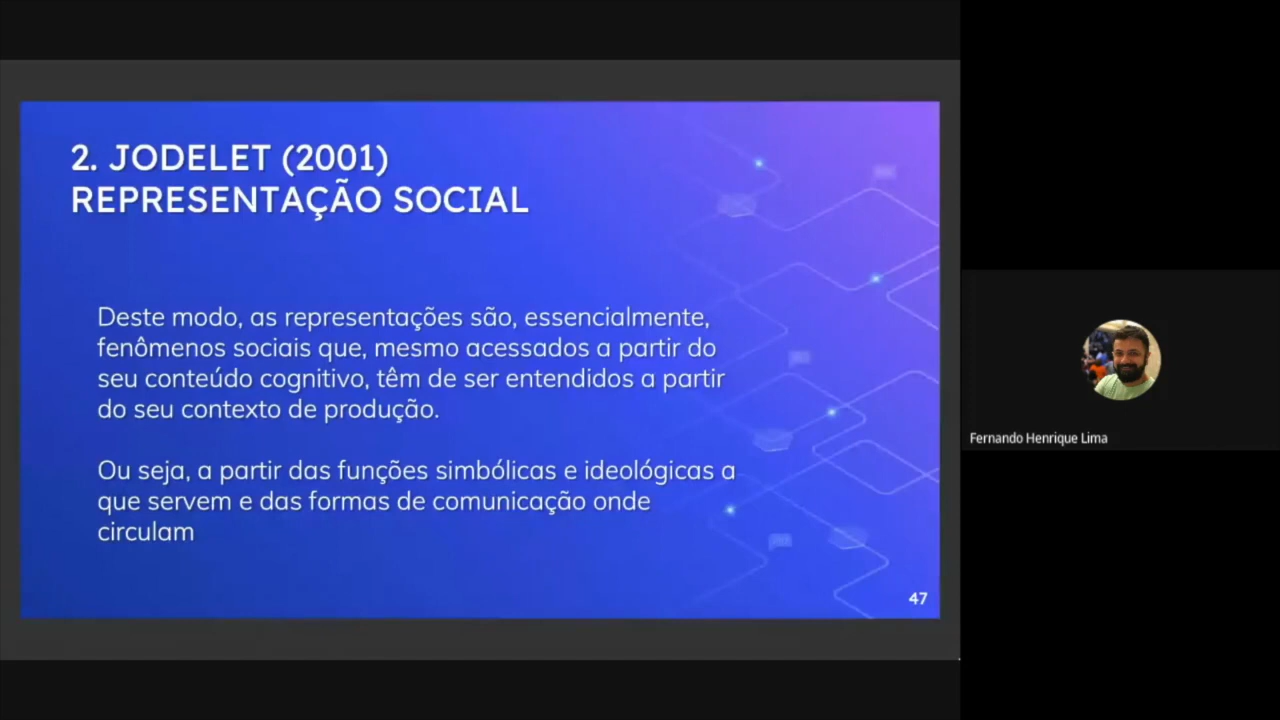 2. JODELET (2001)
REPRESENTAÇÃO SOCIAL
Deste modo, as representações são, essencialmente,
fenômenos sociais que, mesmo acessados a partir do
seu conteúdo cognitivo, têm de ser entendidos a partir
do seu contexto de produção.
Ou seja, a partir das funções simbólicas e ideológicas a
que servem e das formas de comunicação onde
circulam
47
Fernando Henrique Lima